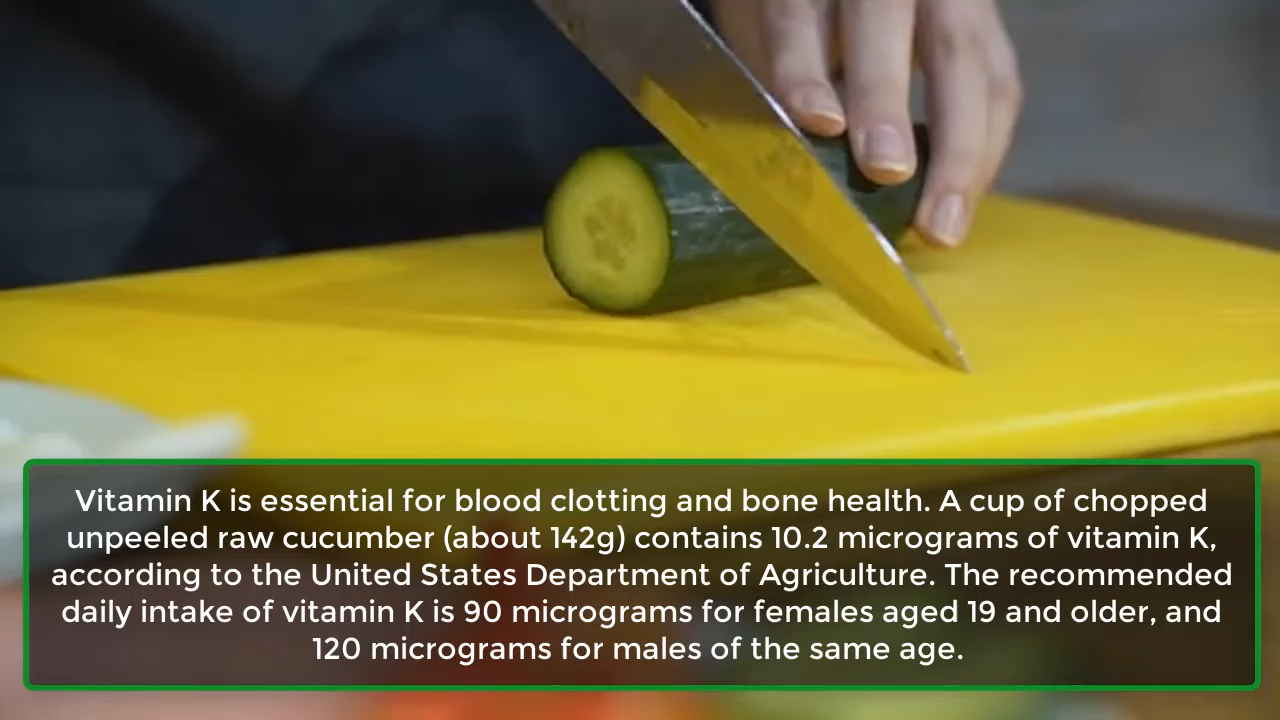 Vitamin K is essential for blood clotting and bone health. A cup of chopped
unpeeled raw cucumber (about 142g) contains 10.2 micrograms of vitamin K,
according to the United States Department of Agriculture. The recommended
daily intake of vitamin K is 90 micrograms for females aged 19 and older, and
120 micrograms for males of the same age.